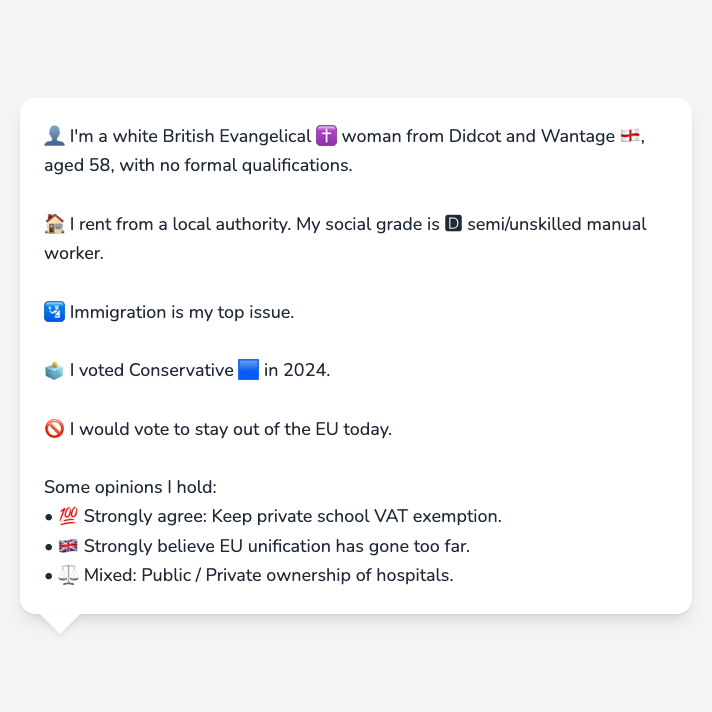 👤 I'm a white British Evangelical ✝️ woman from Didcot and Wantage 🏴󠁧󠁢󠁥󠁮󠁧󠁿,
aged 58, with no formal qualifications.
🏠 I rent from a local authority. My social grade is 🅳 semi/unskilled manual
worker.
🛂 Immigration is my top issue.
🗳️ I voted Conservative 🟦 in 2024.
🚫 I would vote to stay out of the EU today.
Some opinions I hold:
• 💯 Strongly agree: Keep private school VAT exemption.
• 🇬🇧 Strongly believe EU unification has gone too far.
• ⚖️ Mixed: Public / Private ownership of hospitals.